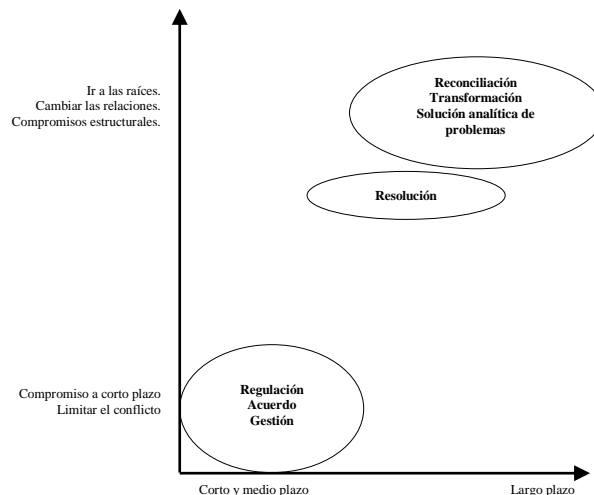 Ir a las raíces.
Cambiar las relaciones.
Compromisos estructurales.
Reconciliación
Transformación
Solución analítica de
problemas
Resolución
Compromiso a corto plazo
Limitar el conflicto
Regulación
Acuerdo
Gestión
Corto y medio plazo
Largo plazo